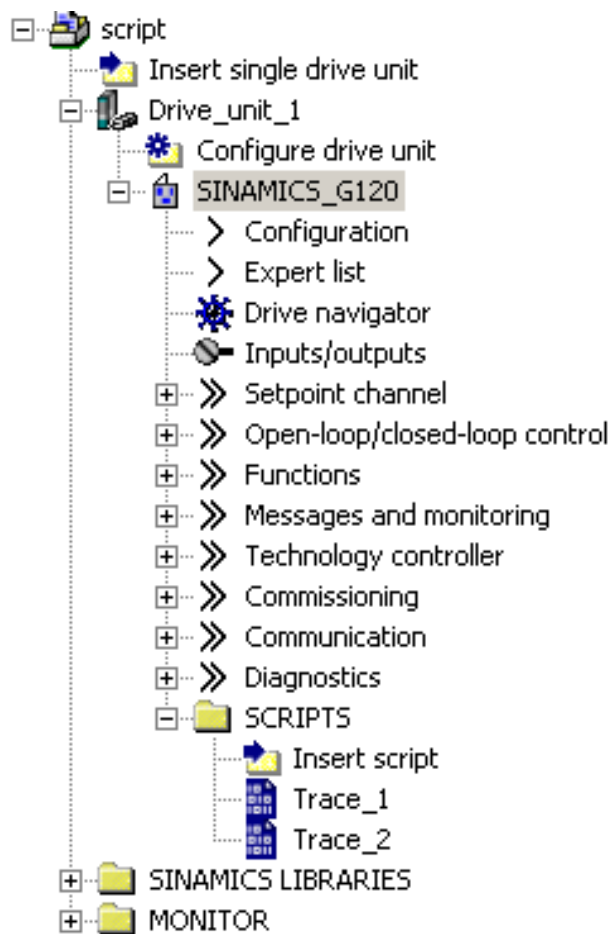 script
Insert single drive unit
Drive_unit_1
Configure drive unit
SINAMICS_G120
Configuration
Expert list
Drive navigator
Inputs/outputs
Setpoint channel
Open-loop/closed-loop control
Functions
Messages and monitoring
Technology controller
Commissioning
Communication
Diagnostics
SCRIPTS
Insert script
Trace_1
Trace_2
SINAMICS LIBRARIES
MONITOR